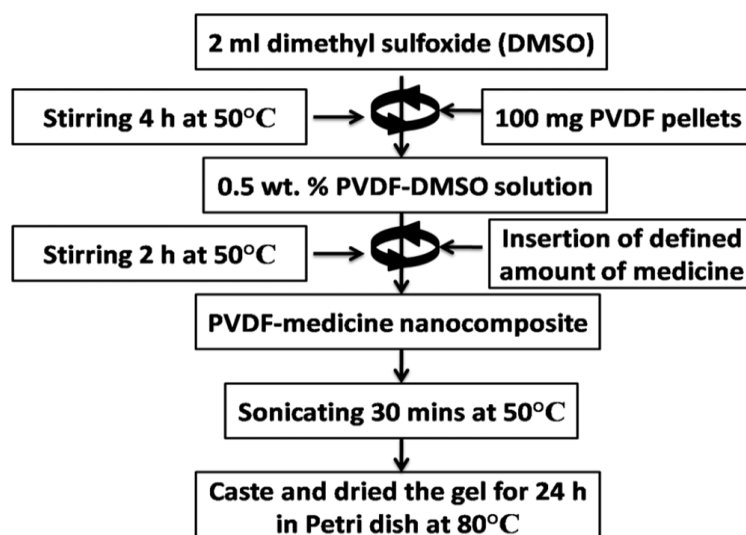 2 ml dimethyl sulfoxide (DMSO)
Stirring 4 h at 50°C
100 mg PVDF pellets
0.5 wt. % PVDF-DMSO solution
Stirring 2 h at 50°C
Insertion of defined
amount of medicine
PVDF-medicine nanocomposite
Sonicating 30 mins at 50°C
Caste and dried the gel for 24 h
in Petri dish at 80°C